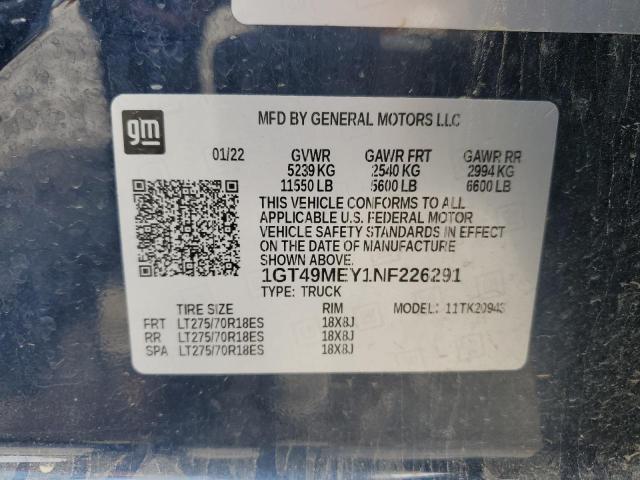 gm
MFD BY GENERAL MOTORS LLC
01/22 GVWR GAWR FRT GAWR RR
5239 KG 2540 KG 2994 KG
11550 LB 5600 LB 6600 LB
THIS VEHICLE CONFORMS TO ALL
APPLICABLE U.S. FEDERAL MOTOR
VEHICLE SAFETY STANDARDS IN EFFECT
ON THE DATE OF MANUFACTURE
SHOWN ABOVE.
1GT49MEY1NF226291
TYPE: TRUCK
TIRE SIZE RIM MODEL: 11TK20943
FRT LT275/70R18ES 18X8J
RR LT275/70R18ES 18X8J
SPA LT275/70R18ES 18X8J